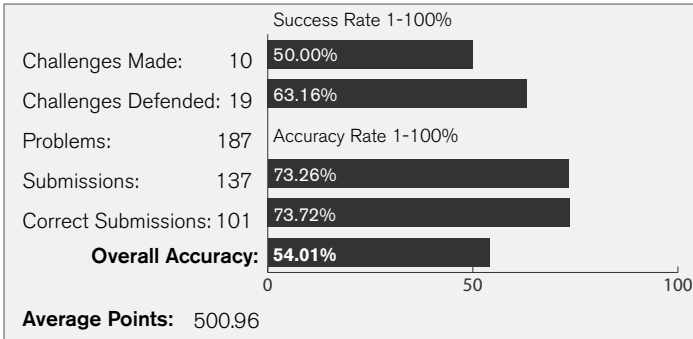 Success Rate 1-100%
Challenges Made: 10 50.00%
Challenges Defended: 19 63.16%
Problems: 187 Accuracy Rate 1-100%
Submissions: 137 73.26%
Correct Submissions: 101 73.72%
Overall Accuracy: 54.01%
0 50 100
Average Points: 500.96